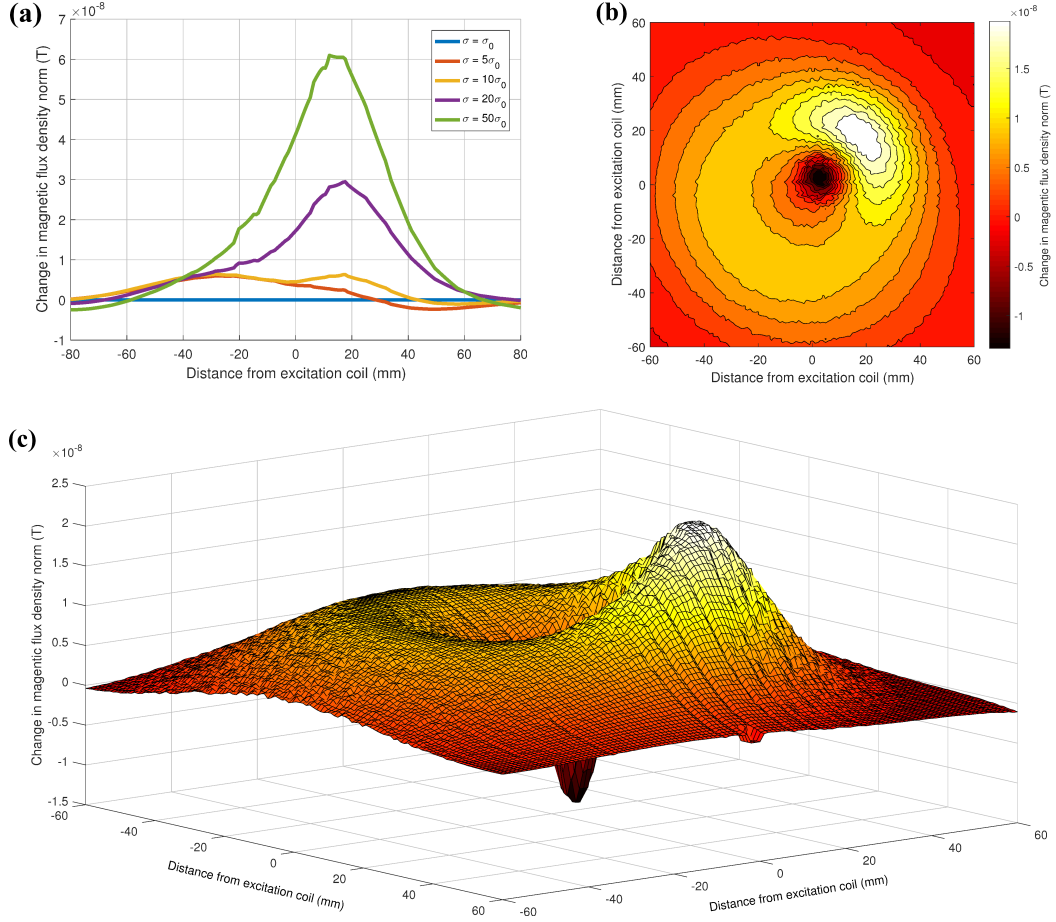 (a)
×10⁻⁸
7
6
5
4
3
2
1
0
-1
-80 -60 -40 -20 0 20 40 60 80
Distance from excitation coil (mm)
Change in magnetic flux density norm (T)
σ = σ₀
σ = 5σ₀
σ = 10σ₀
σ = 20σ₀
σ = 50σ₀
(b)
60
40
20
0
-20
-40
-60
-60 -40 -20 0 20 40 60
Distance from excitation coil (mm)
Distance from excitation coil (mm)
×10⁻⁸
1.5
1
0.5
0
-0.5
-1
Change in magentic flux density norm (T)
(c)
×10⁻⁸
2.5
2
1.5
1
0.5
0
-0.5
-1
-1.5
Change in magentic flux density norm (T)
-60
-40
-20
0
20
40
60
Distance from excitation coil (mm)
-60
-40
-20
0
20
40
60
Distance from excitation coil (mm)